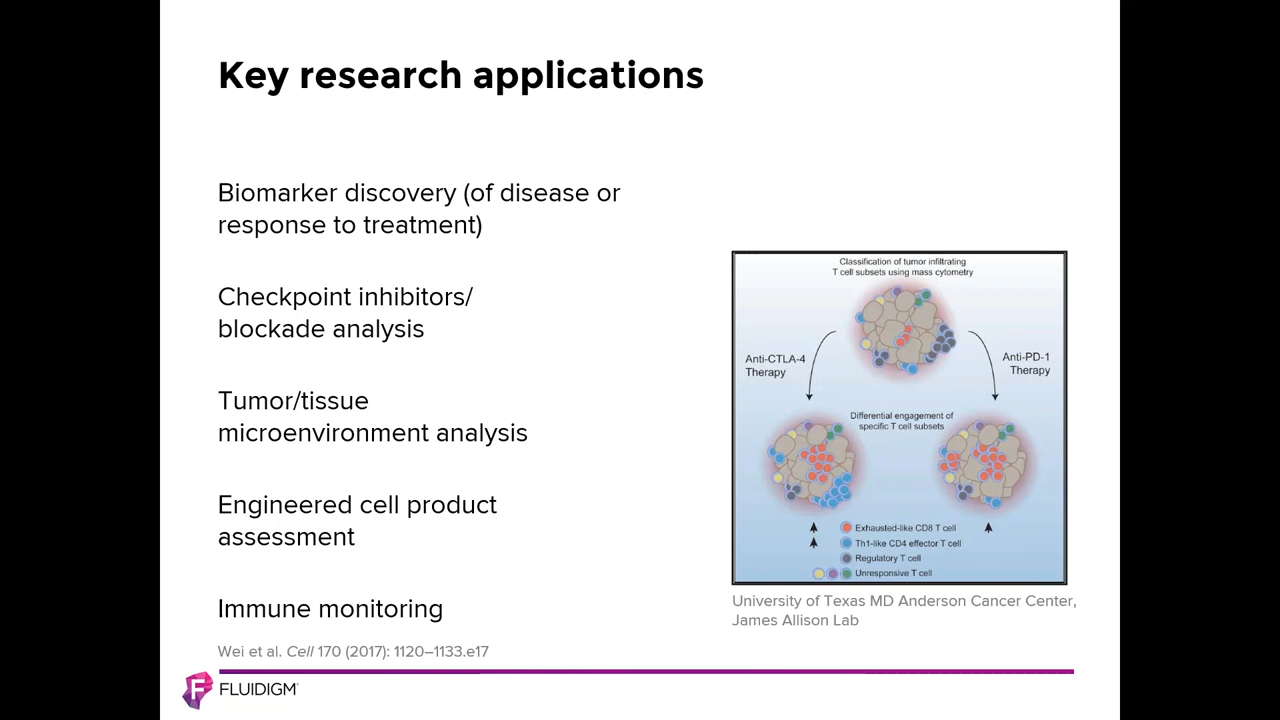 Key research applications
Biomarker discovery (of disease or
response to treatment)
Checkpoint inhibitors/
blockade analysis
Tumor/tissue
microenvironment analysis
Engineered cell product
assessment
Immune monitoring
Wei et al. Cell 170 (2017): 1120–1133.e17
Classification of tumor infiltrating
T cell subsets using mass cytometry
Anti-CTLA-4
Therapy
Anti-PD-1
Therapy
Differential engagement of
specific T cell subsets
Exhausted-like CD8 T cell
Th1-like CD4 effector T cell
Regulatory T cell
Unresponsive T cell
University of Texas MD Anderson Cancer Center,
James Allison Lab
F FLUIDIGM